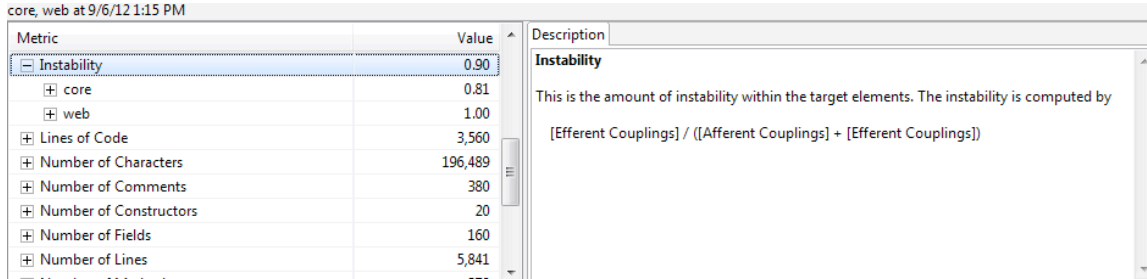 core, web at 9/6/12 1:15 PM
Metric Value
Instability 0.90
core 0.81
web 1.00
Lines of Code 3,560
Number of Characters 196,489
Number of Comments 380
Number of Constructors 20
Number of Fields 160
Number of Lines 5,841
Description
Instability
This is the amount of instability within the target elements. The instability is computed by
[Efferent Couplings] / ([Afferent Couplings] + [Efferent Couplings])